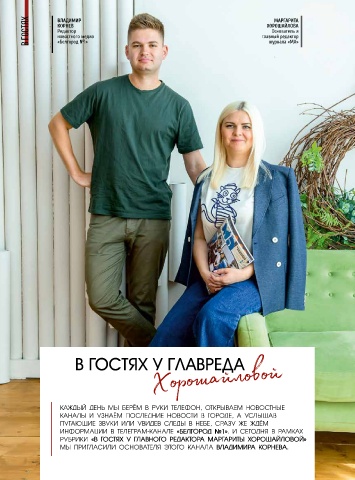 В ГОСТЯХ
ВЛАДИМИР
КОРНЕВ
Редактор
новостного медиа
«Белгород №1»
МАРГАРИТА
ХОРОШАЙЛОВА
Основатель и
главный редактор
журнала «МЫ»
В ГОСТЯХ У ГЛАВРЕДА
Хорошайловой
КАЖДЫЙ ДЕНЬ МЫ БЕРЁМ В РУКИ ТЕЛЕФОН, ОТКРЫВАЕМ НОВОСТНЫЕ
КАНАЛЫ И УЗНАЁМ ПОСЛЕДНИЕ НОВОСТИ В ГОРОДЕ, А УСЛЫШАВ
ПУГАЮЩИЕ ЗВУКИ ИЛИ УВИДЕВ СЛЕДЫ В НЕБЕ, СРАЗУ ЖЕ ЖДЁМ
ИНФОРМАЦИИ В ТЕЛЕГРАМ-КАНАЛЕ «БЕЛГОРОД №1». И СЕГОДНЯ В РАМКАХ
РУБРИКИ «В ГОСТЯХ У ГЛАВНОГО РЕДАКТОРА МАРГАРИТЫ ХОРОШАЙЛОВОЙ»
МЫ ПРИГЛАСИЛИ ОСНОВАТЕЛЯ ЭТОГО КАНАЛА ВЛАДИМИРА КОРНЕВА.